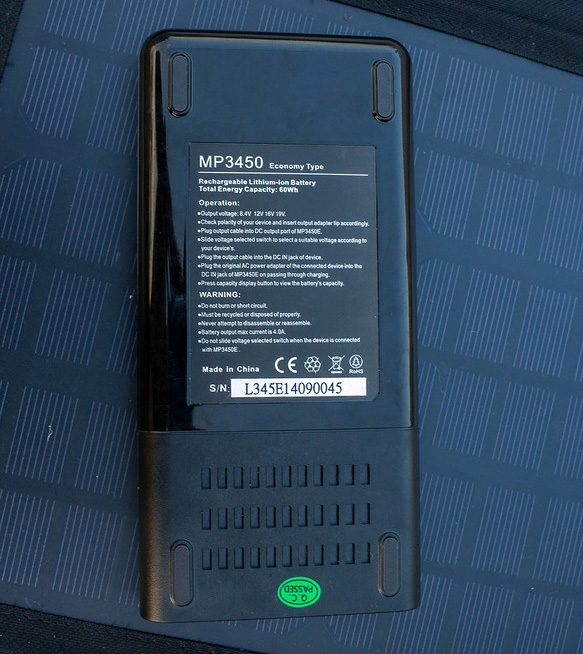 MP3450 Economy Type
Rechargeable Lithium-ion Battery
Total Energy Capacity: 60Wh
Operation:
●Output voltage: 8.4V 12V 16V 19V.
●Check polarity of your device and insert output adapter tip accordingly.
●Plug output cable into DC output port of MP3450E.
●Slide voltage selected switch to select a suitable voltage according to
your device's.
●Plug the output cable into the DC IN jack of device.
●Plug the original AC power adapter of the connected device into the
DC IN jack of MP3450E on passing through charging.
●Press capacity display button to view the battery's capacity.
WARNING:
●Do not burn or short circuit.
●Must be recycled or disposed of properly.
●Never attempt to disassemble or reassemble.
●Battery output max current is 4.0A.
●Do not slide voltage selected switch when the device is connected
with MP3450E .
Made in China CE RoHS
S/N: L345E14090045
Q.C.
PASSED